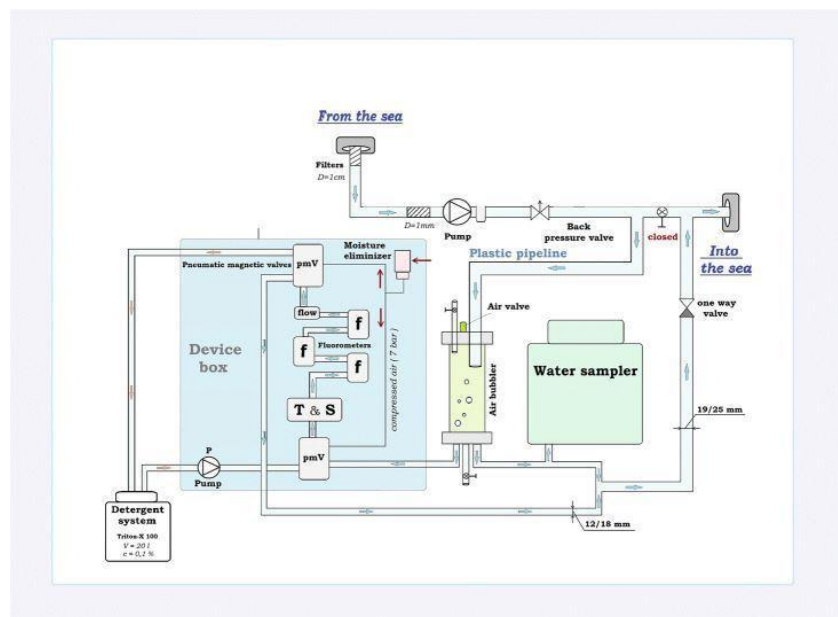 From the sea
Filters
D=1cm
D=1mm
Pump
Back
pressure valve
closed
Into
the sea
Plastic pipeline
Moisture
eliminizer
Pneumatic magnetic valves
pmV
flow
f
f
Fluorometers
f
Device
box
compressed air ( 7 bar)
T & S
pmV
P
Pump
Air valve
Air bubbler
Water sampler
one way
valve
19/25 mm
12/18 mm
Detergent
system
Triton-X 100
V = 20 l
c = 0,1 %